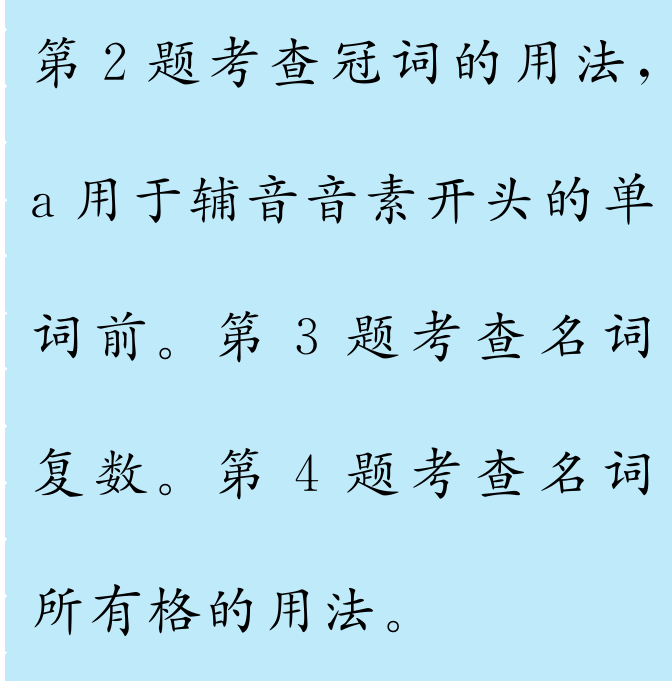 第2题考查冠词的用法，
a用于辅音音素开头的单
词前。第3题考查名词
复数。第4题考查名词
所有格的用法。